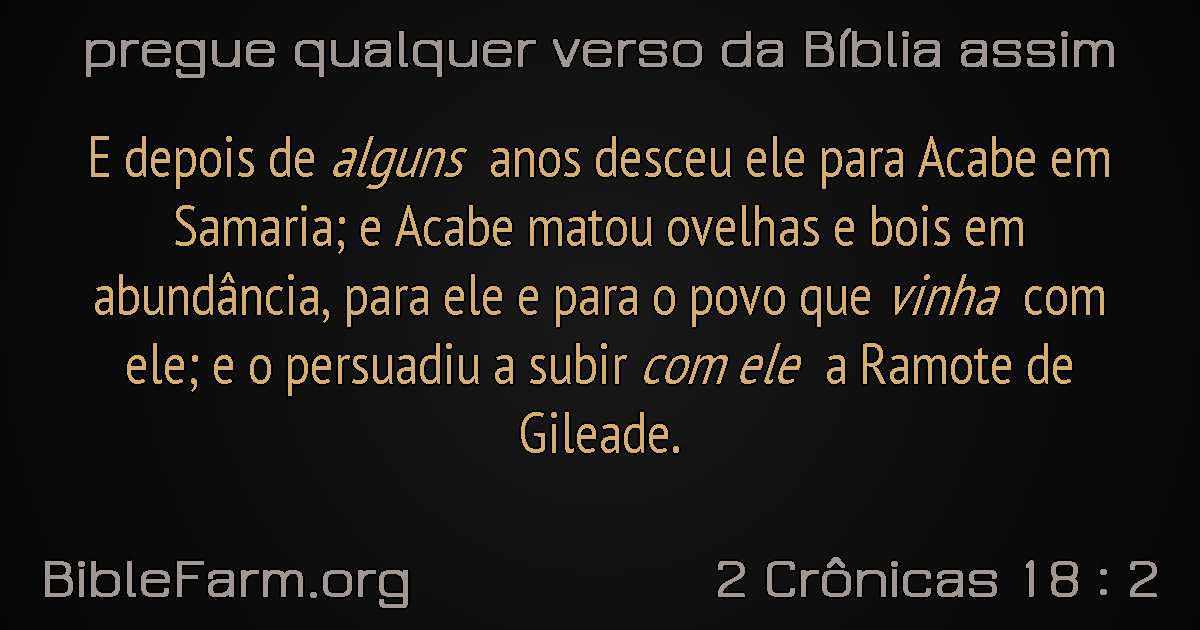 pregue qualquer verso da Bíblia assim
E depois de alguns anos desceu ele para Acabe em
Samaria; e Acabe matou ovelhas e bois em
abundância, para ele e para o povo que vinha com
ele; e o persuadiu a subir com ele a Ramote de
Gileade.
BibleFarm.org
2 Crônicas 18 : 2